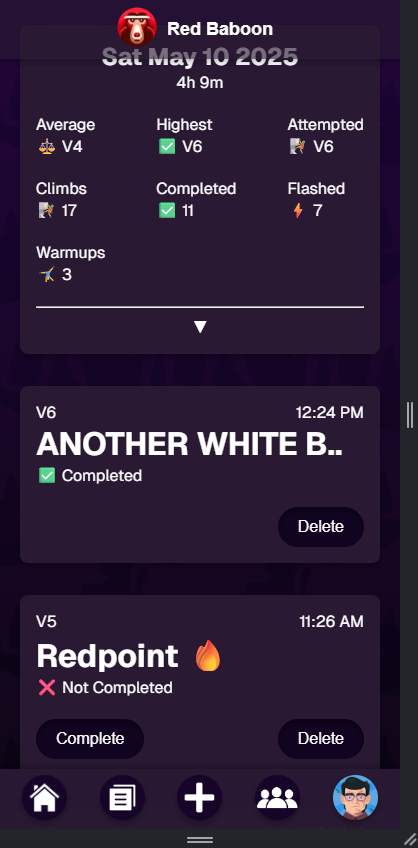 Red Baboon
Sat May 10 2025
4h 9m
Average Highest Attempted
V4 V6 V6
Climbs Completed Flashed
17 11 7
Warmups
3
▼
V6 12:24 PM
ANOTHER WHITE B..
Completed
Delete
V5 11:26 AM
Redpoint 🔥
Not Completed
Complete Delete